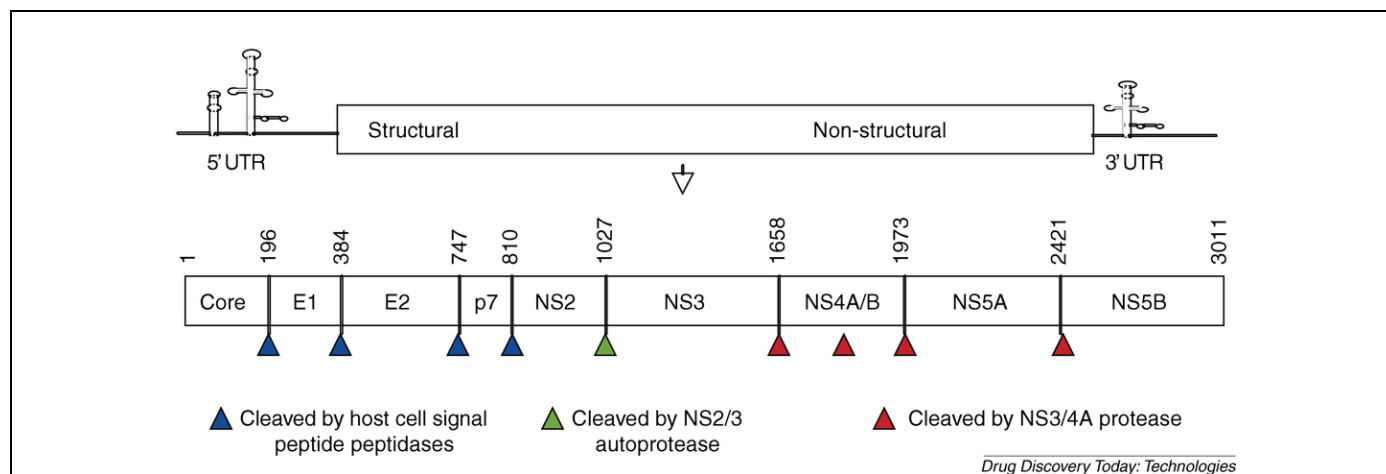 Structural Non-structural
5' UTR 3' UTR
1 196 384 747 810 1027 1658 1973 2421 3011
Core E1 E2 p7 NS2 NS3 NS4A/B NS5A NS5B
Cleaved by host cell signal
peptide peptidases
Cleaved by NS2/3
autoprotease
Cleaved by NS3/4A protease
Drug Discovery Today: Technologies